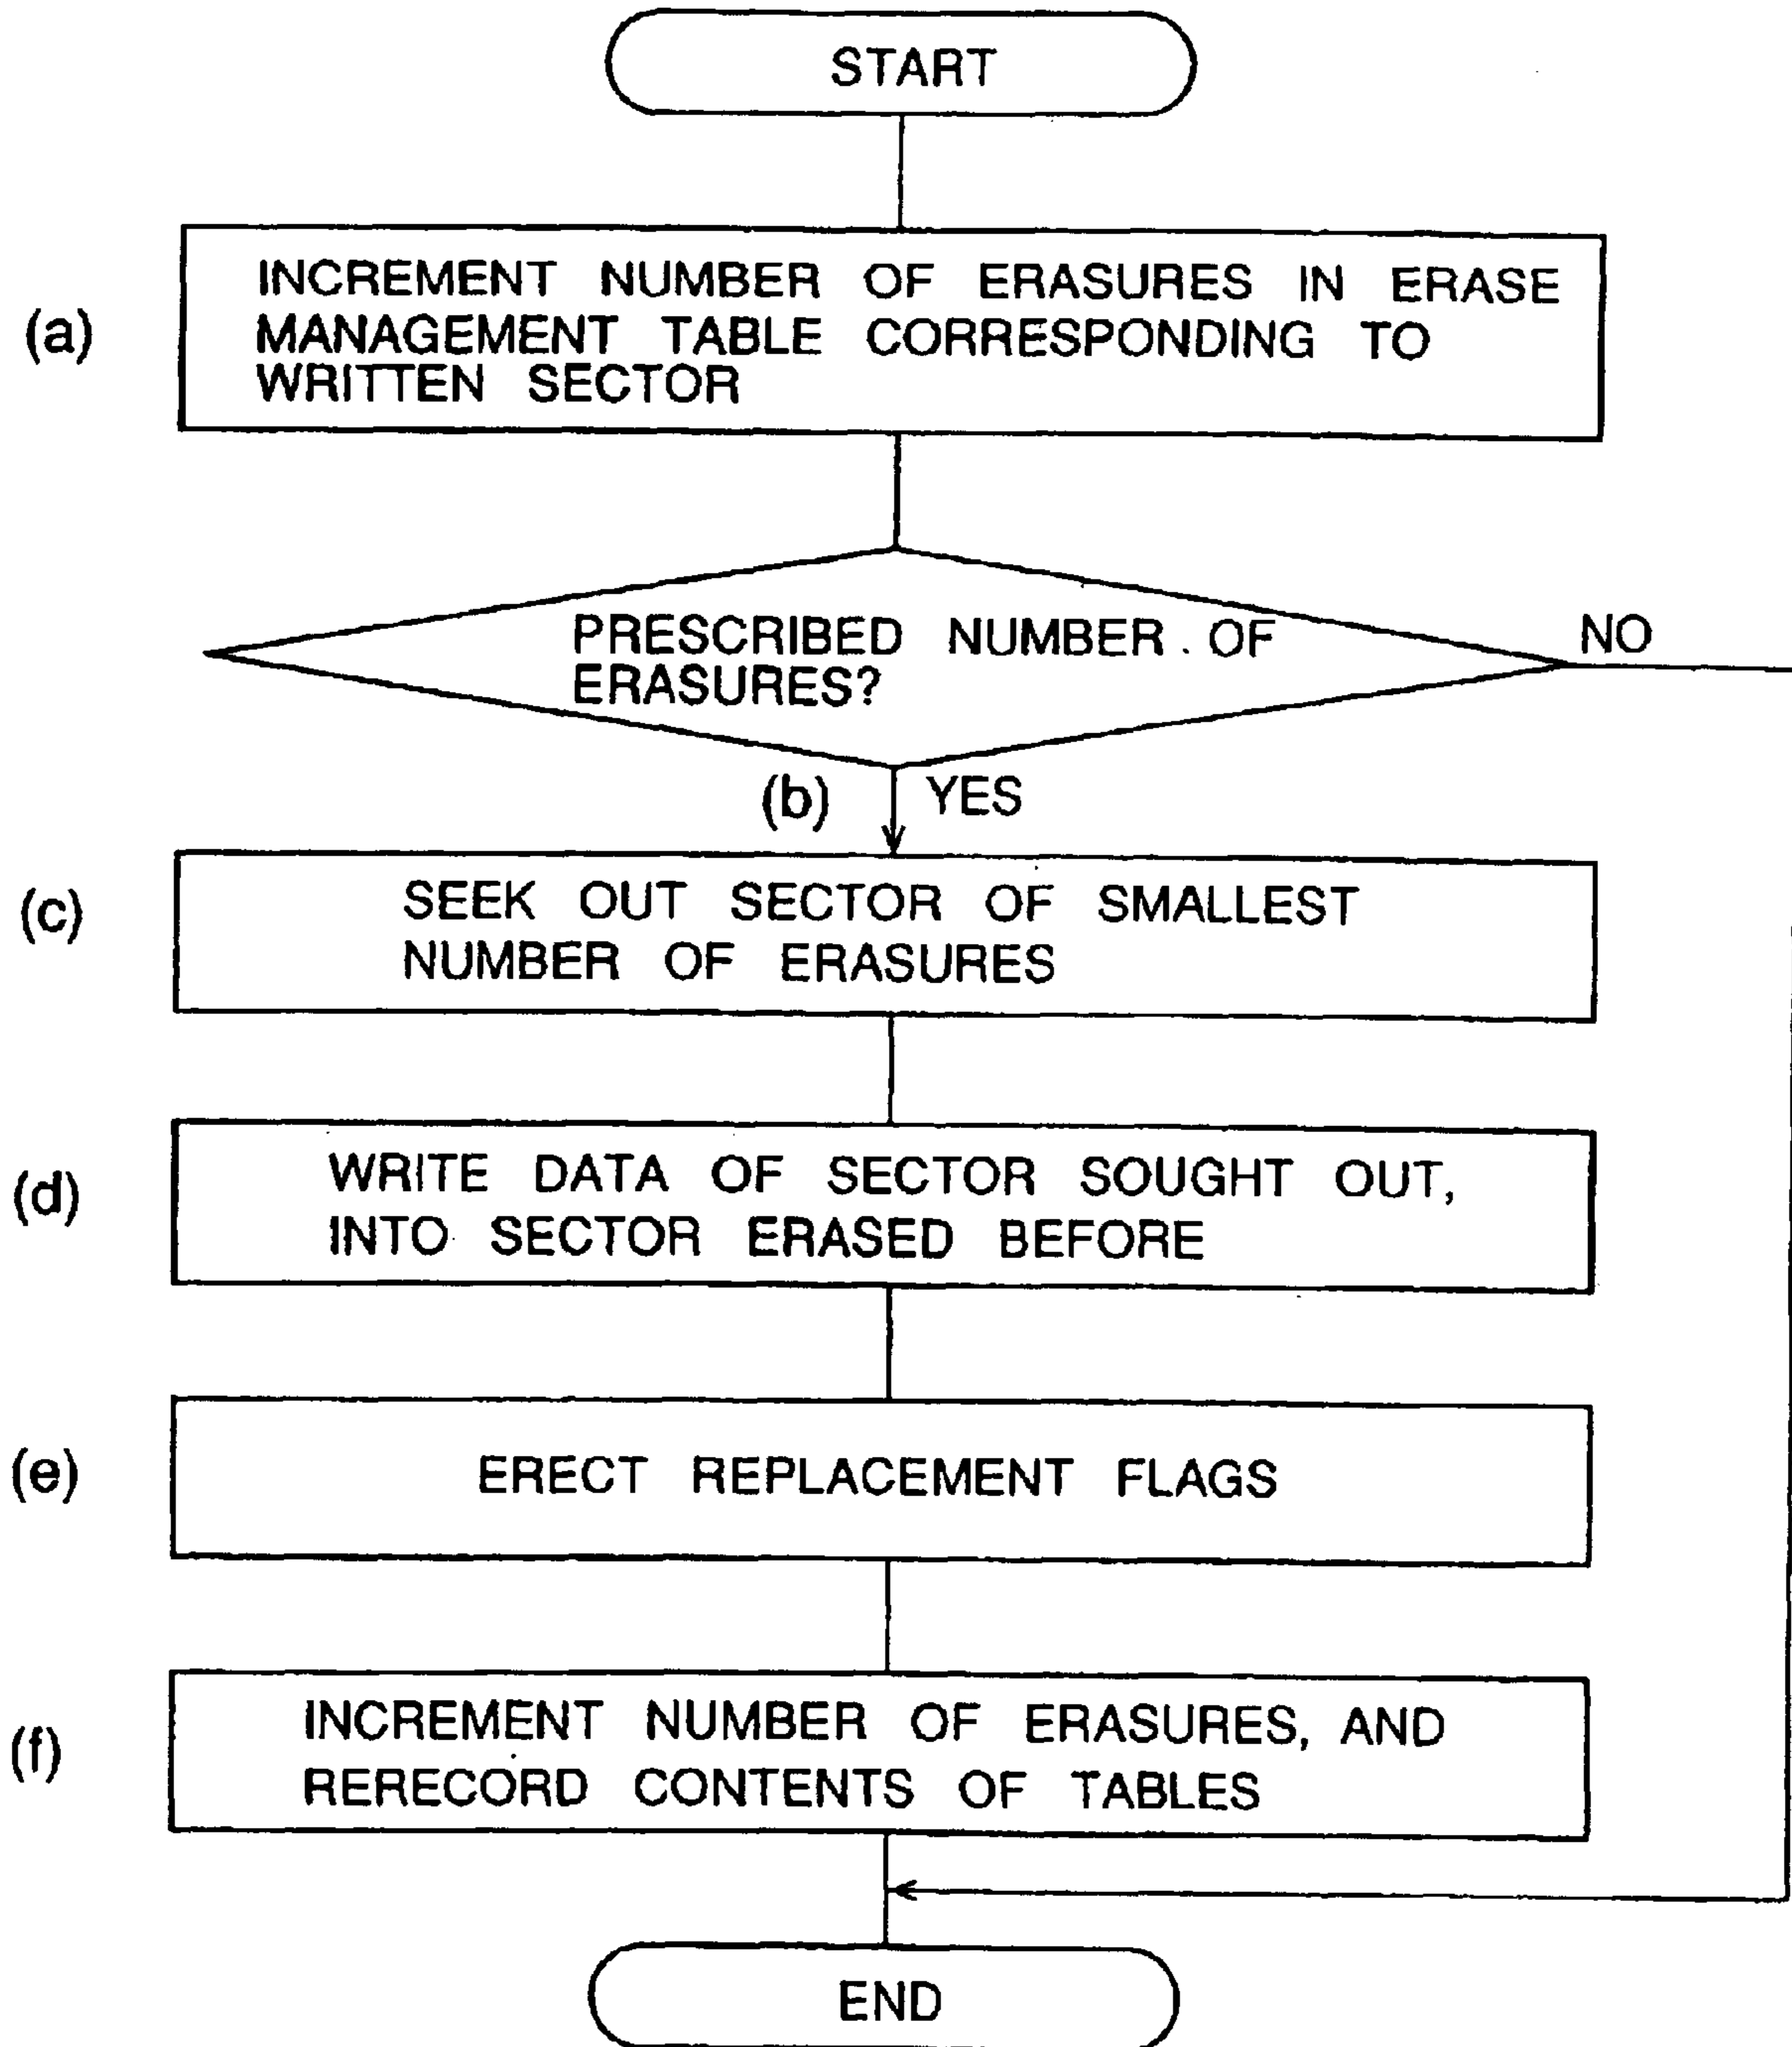 START
(a)
INCREMENT NUMBER OF ERASURES IN ERASE
MANAGEMENT TABLE CORRESPONDING TO
WRITTEN SECTOR
PRESCRIBED NUMBER OF
ERASURES?
NO
(b)
YES
(c)
SEEK OUT SECTOR OF SMALLEST
NUMBER OF ERASURES
(d)
WRITE DATA OF SECTOR SOUGHT OUT,
INTO SECTOR ERASED BEFORE
(e)
ERECT REPLACEMENT FLAGS
(f)
INCREMENT NUMBER OF ERASURES, AND
RERECORD CONTENTS OF TABLES
END